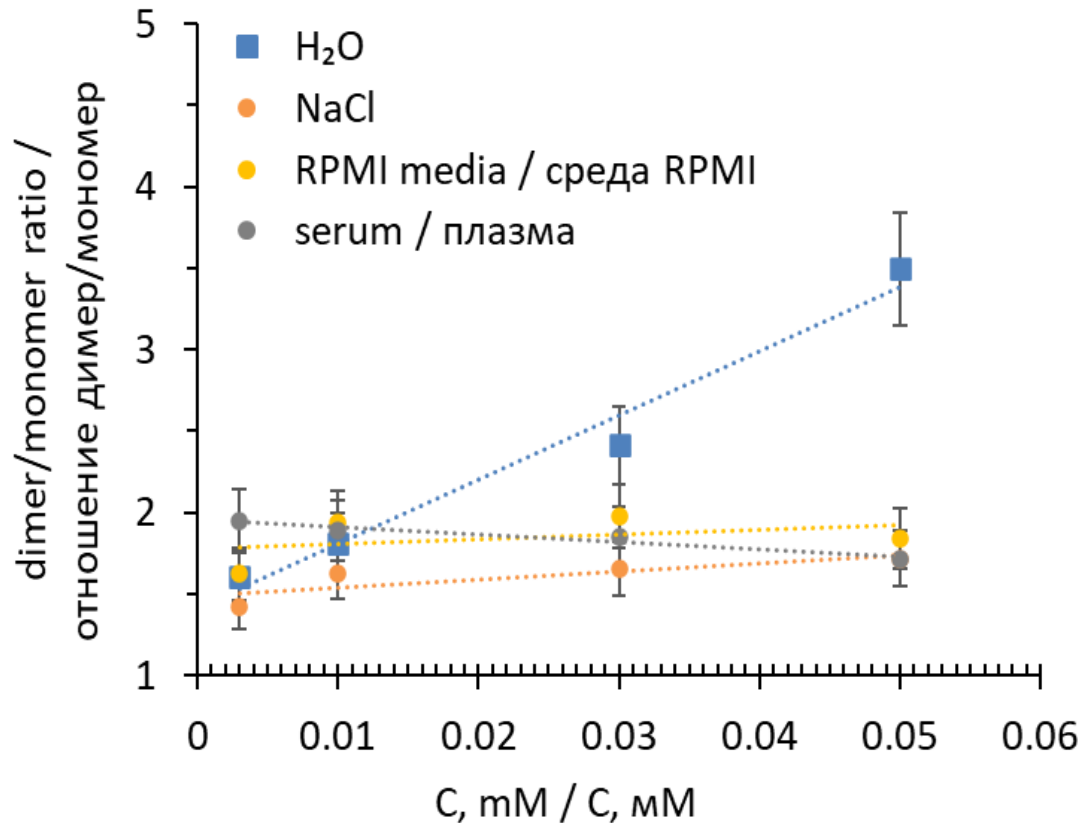 H₂O
NaCl
RPMI media / среда RPMI
serum / плазма
dimer/monomer ratio /
отношение димер/мономер
5
4
3
2
1
0 0.01 0.02 0.03 0.04 0.05 0.06
C, mM / C, мМ